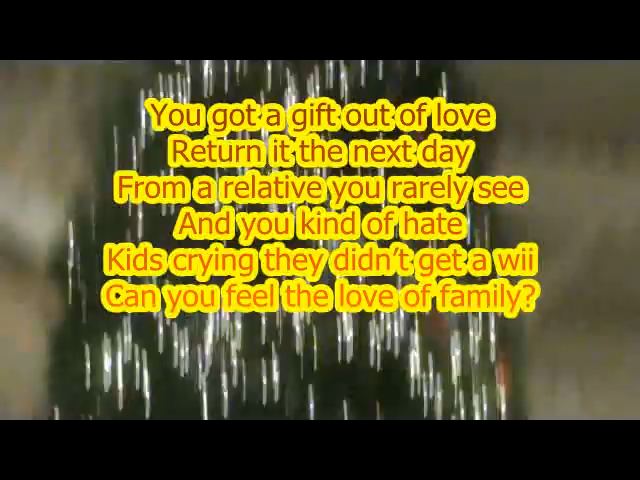 You got a gift out of love
Return it the next day
From a relative you rarely see
And you kind of hate
Kids crying they didn't get a wii
Can you feel the love of family?